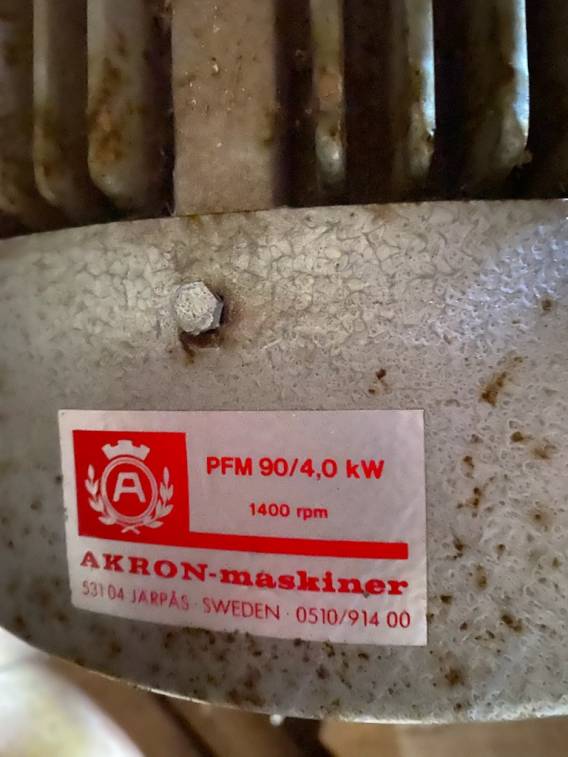 A
PFM 90/4,0 kW
1400 rpm
AKRON-maskiner
531 04 JÄRPÅS · SWEDEN · 0510/914 00